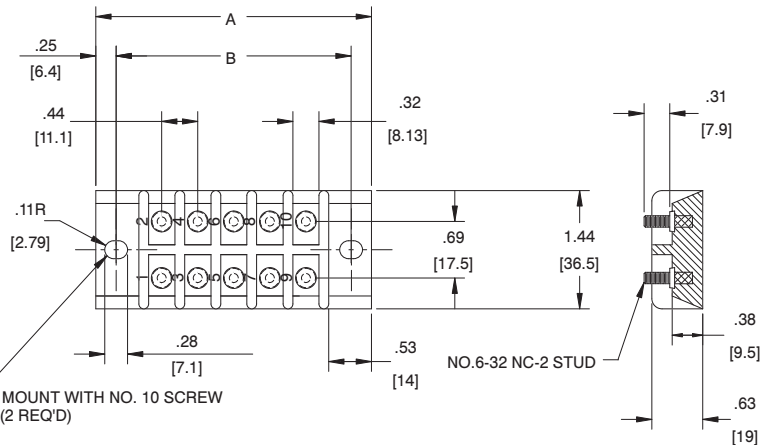 A
.25
[6.4]
B
.44
[11.1]
.32
[8.13]
.31
[7.9]
.11R
[2.79]
2 4 6 8 10
.69
[17.5]
1.44
[36.5]
1 3 5 7 9
.28
[7.1]
.53
[14]
NO.6-32 NC-2 STUD
.38
[9.5]
MOUNT WITH NO. 10 SCREW
(2 REQ'D)
.63
[19]